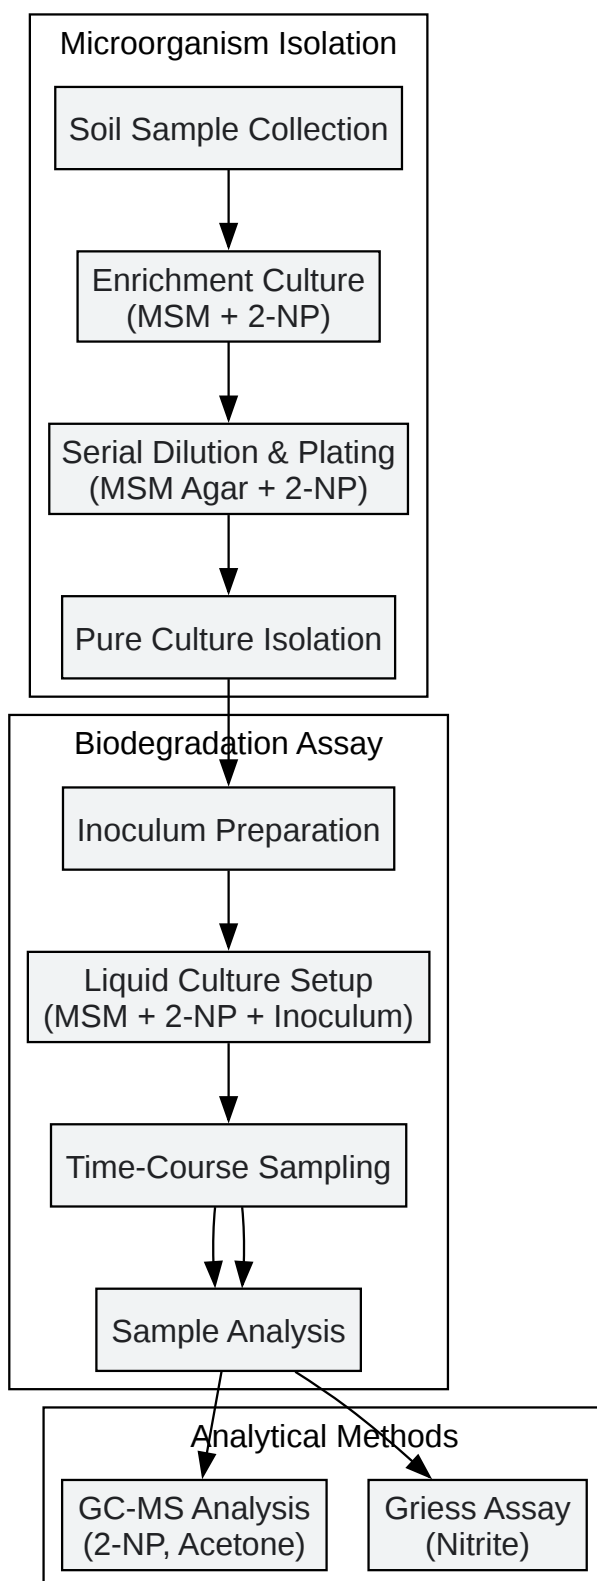 Microorganism Isolation
Soil Sample Collection
Enrichment Culture
(MSM + 2-NP)
Serial Dilution & Plating
(MSM Agar + 2-NP)
Pure Culture Isolation
Biodegradation Assay
Inoculum Preparation
Liquid Culture Setup
(MSM + 2-NP + Inoculum)
Time-Course Sampling
Sample Analysis
Analytical Methods
GC-MS Analysis
(2-NP, Acetone)
Griess Assay
(Nitrite)